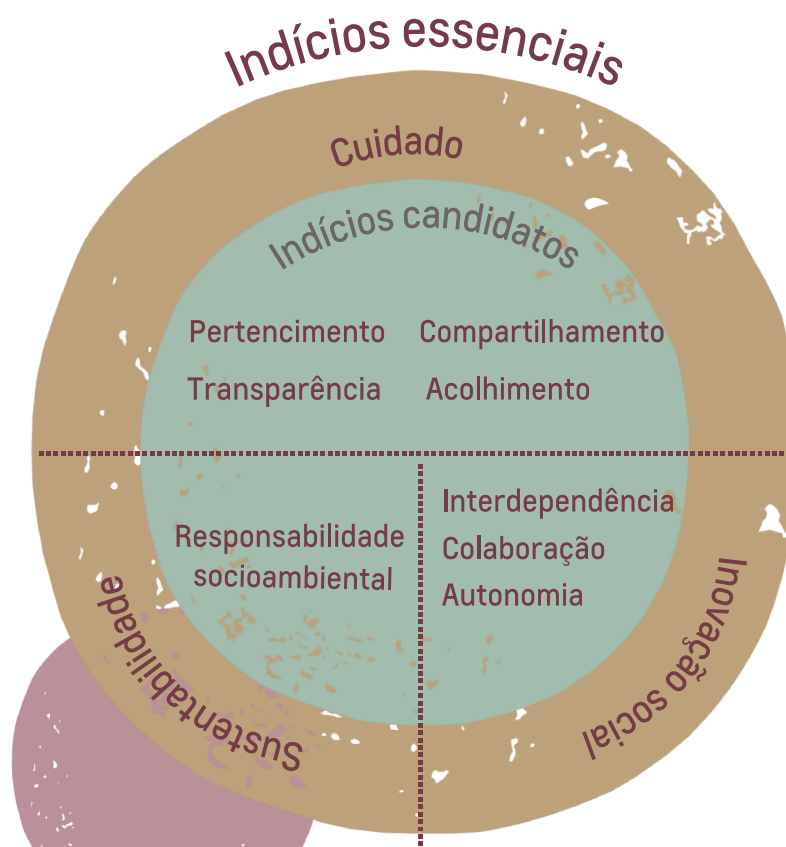 Indícios essenciais
Cuidado
Indícios candidatos
Pertencimento Compartilhamento
Transparência Acolhimento
Responsabilidade
socioambiental
Interdependência
Colaboração
Autonomia
Sustentabilidade
Inovação social